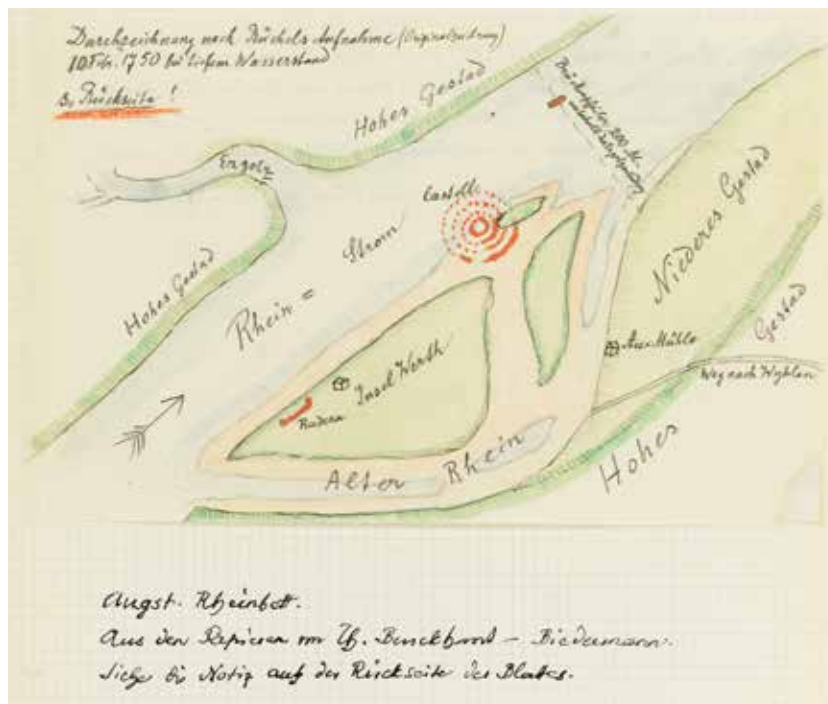 Durchzeichnung nach Büchels Aufnahme (Originalzeichnung)
10 Feb. 1750 bei tiefem Wasserstand
Rückseite !
Hohes Gestad
Ergolz
Castell
200 M.
Hohes Gestad
Rhein = Strom
Niederes Gestad
Insel Werth
Ruinen
Mühle
Weg nach Wyhlen
Hohes Gestad
Alter Rhein
Augst. Rheinbett.
Aus den Papieren von Th. Burckhardt - Biedermann.
Siehe die Notiz auf der Rückseite des Blattes.